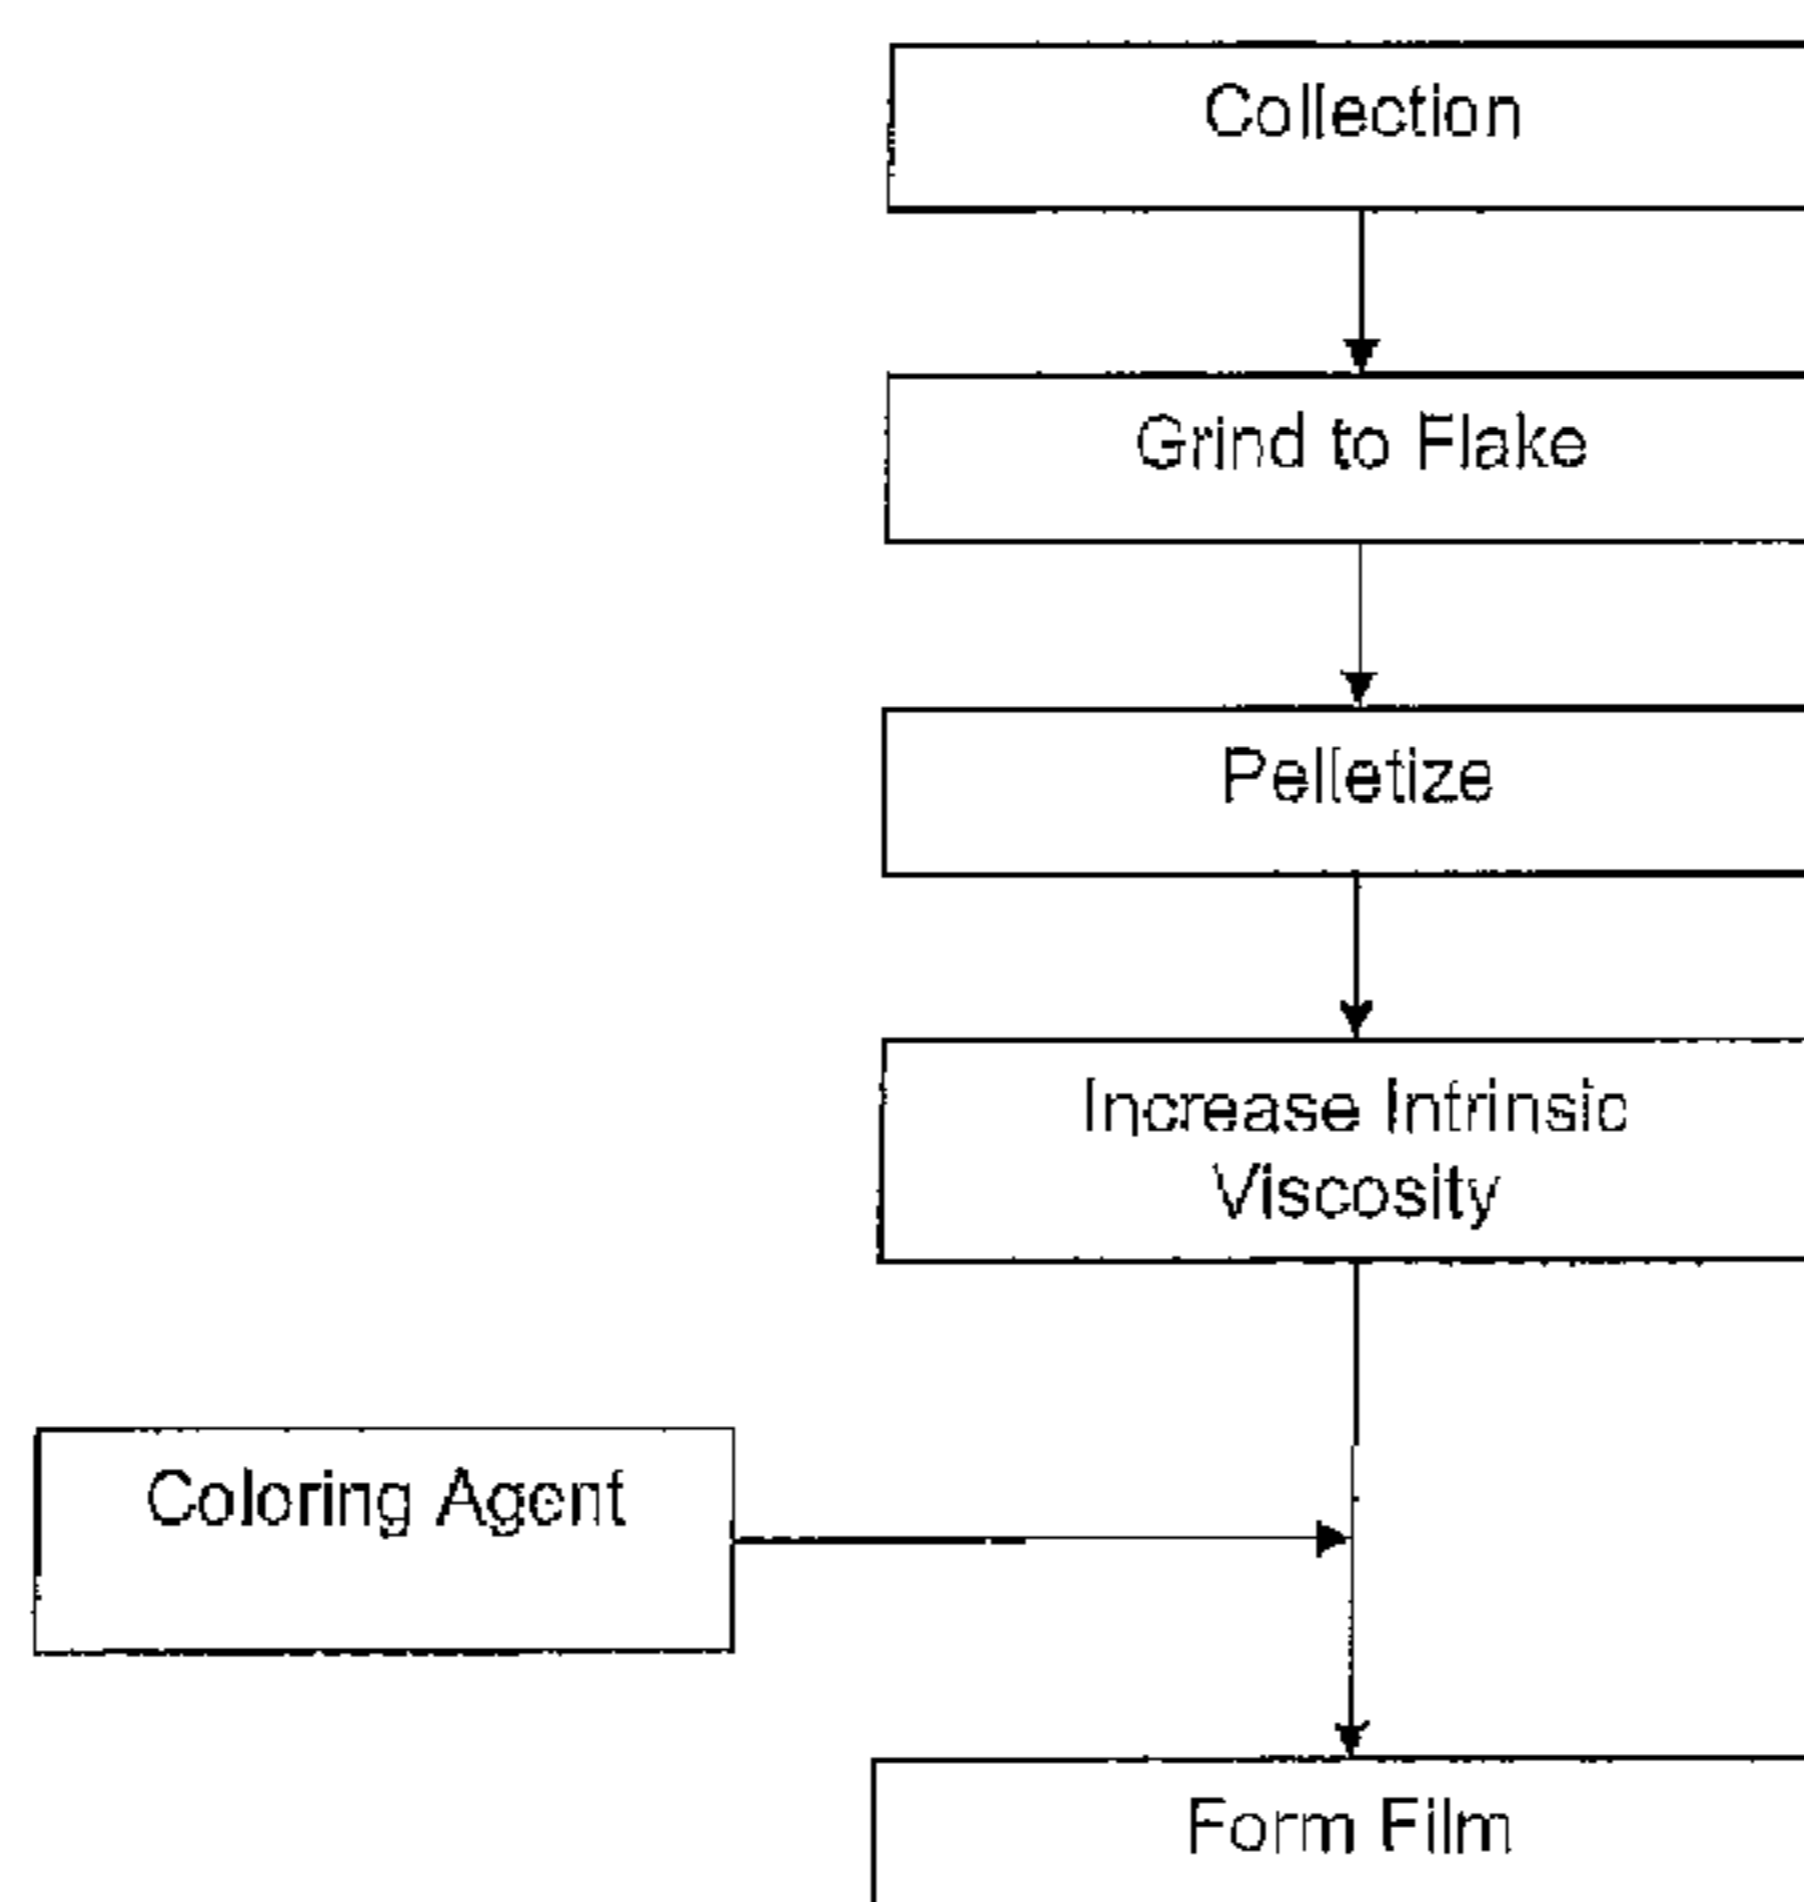 Collection
Grind to Flake
Pelletize
Increase Intrinsic
Viscosity
Coloring Agent
Form Film